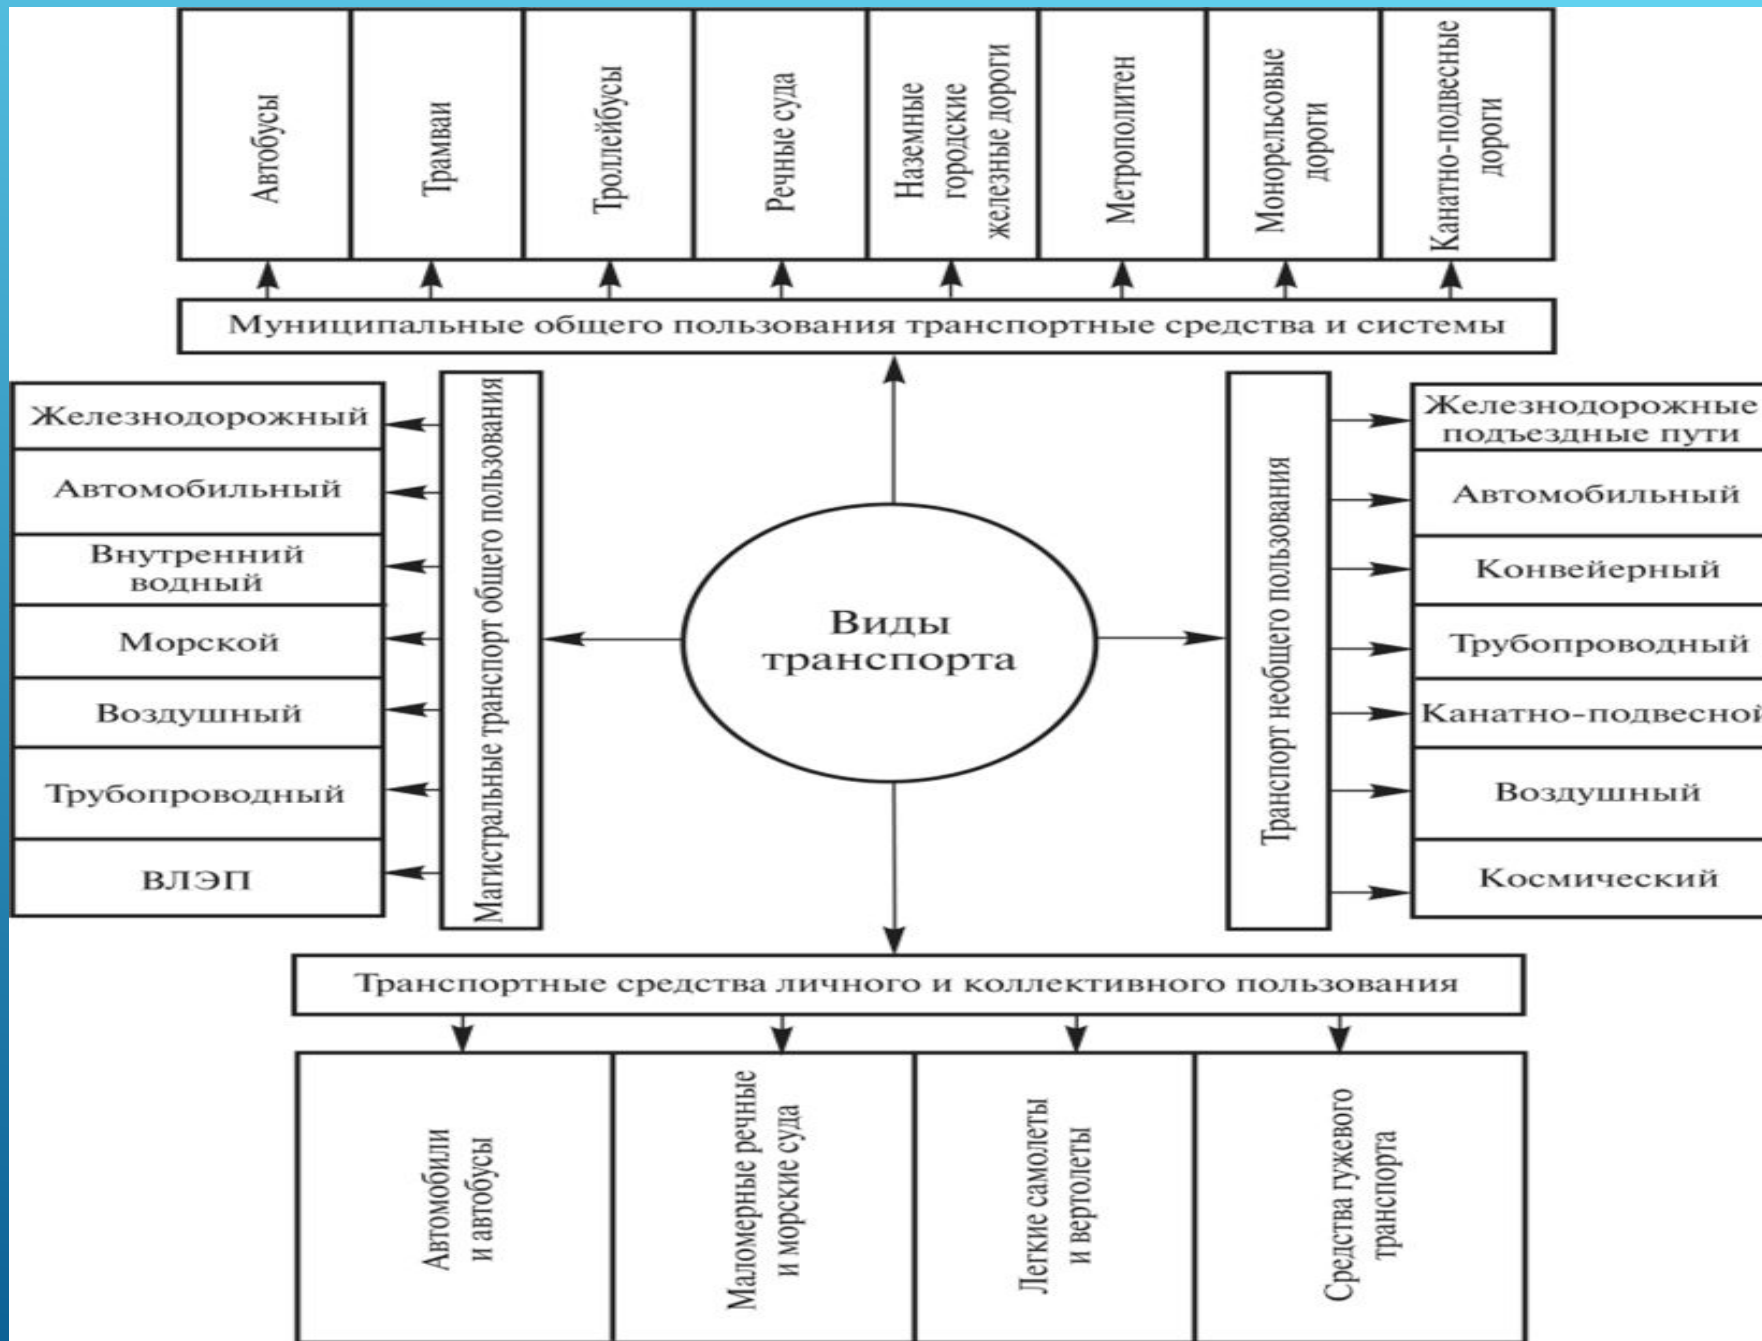 Автобусы
Трамваи
Троллейбусы
Речные суда
Наземные
городские
железные дороги
Метрополитен
Монорельсовые
дороги
Канатно-подвесные
дороги
Муниципальные общего пользования транспортные средства и системы
Железнодорожный
Автомобильный
Внутренний
водный
Морской
Воздушный
Трубопроводный
ВЛЭП
Магистральные транспорт общего пользования
Виды
транспорта
Транспорт необщего пользования
Железнодорожные
подъездные пути
Автомобильный
Конвейерный
Трубопроводный
Канатно-подвесной
Воздушный
Космический
Транспортные средства личного и коллективного пользования
Автомобили
и автобусы
Маломерные речные
и морские суда
Легкие самолеты
и вертолеты
Средства гужевого
транспорта